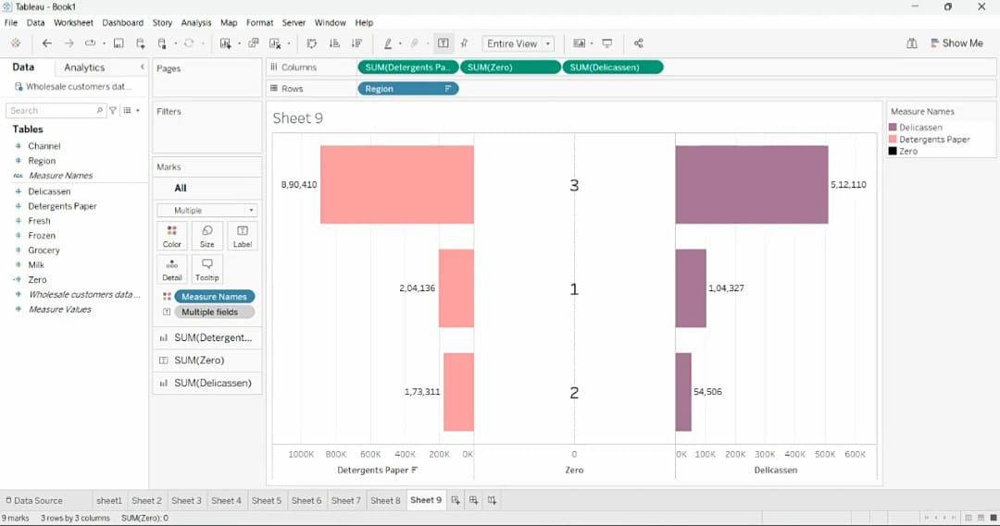 Tableau - Book1
File Data Worksheet Dashboard Story Analysis Map Format Server Window Help
Entire View
Show Me
Data Analytics
Wholesale customers dat...
Search
Tables
Channel
Region
Abc Measure Names
Delicassen
Detergents Paper
Fresh
Frozen
Grocery
Milk
Zero
Wholesale customers data ...
Measure Values
Pages
Filters
Marks
All
Multiple
Color Size Label
Detail Tooltip
Measure Names
Multiple fields
SUM(Detergent...
SUM(Zero)
SUM(Delicassen)
Columns SUM(Detergents Pa.. SUM(Zero) SUM(Delicassen)
Rows Region
Sheet 9
8,90,410 3 5,12,110
2,04,136 1 1,04,327
1,73,311 2 54,506
1000K 800K 600K 400K 200K 0K 0 0K 100K 200K 300K 400K 500K 600K
Detergents Paper Zero Delicassen
Measure Names
Delicassen
Detergents Paper
Zero
Data Source sheet1 Sheet 2 Sheet 3 Sheet 4 Sheet 5 Sheet 6 Sheet 7 Sheet 8 Sheet 9
9 marks 3 rows by 3 columns SUM(Zero): 0